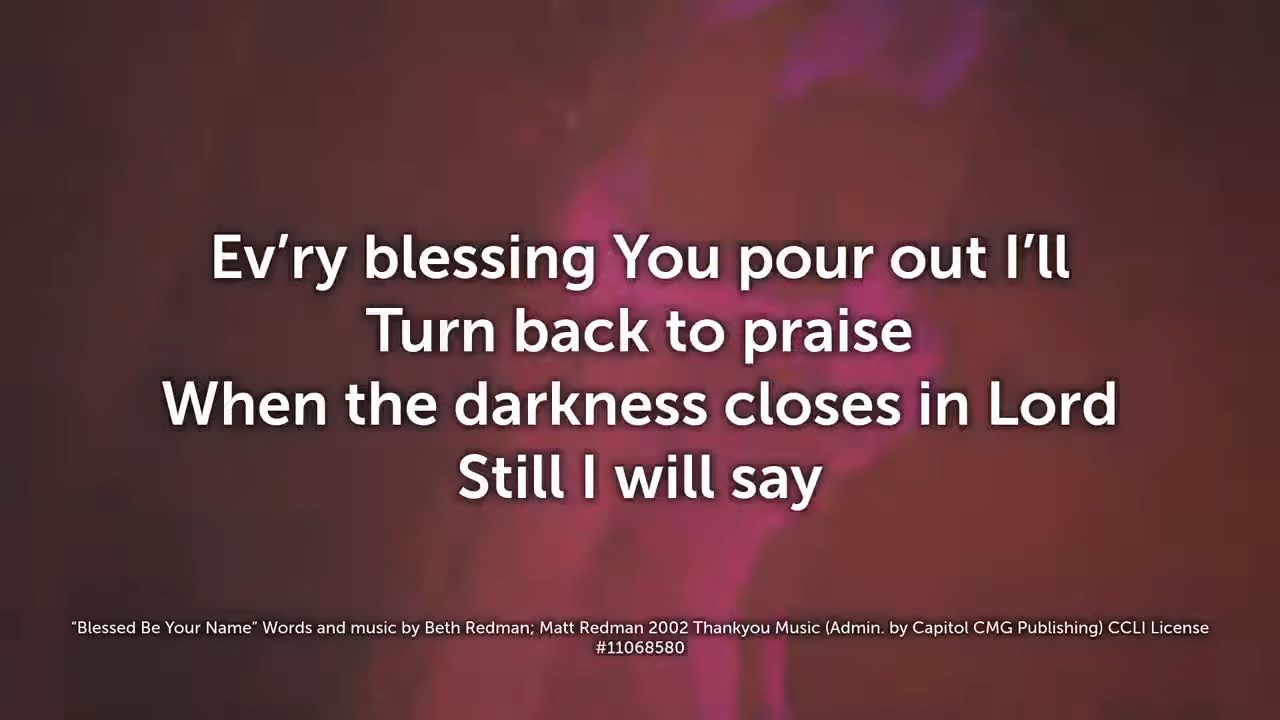 Ev’ry blessing You pour out I’ll
Turn back to praise
When the darkness closes in Lord
Still I will say
“Blessed Be Your Name” Words and music by Beth Redman; Matt Redman 2002 Thankyou Music (Admin. by Capitol CMG Publishing) CCLI License
#11068580